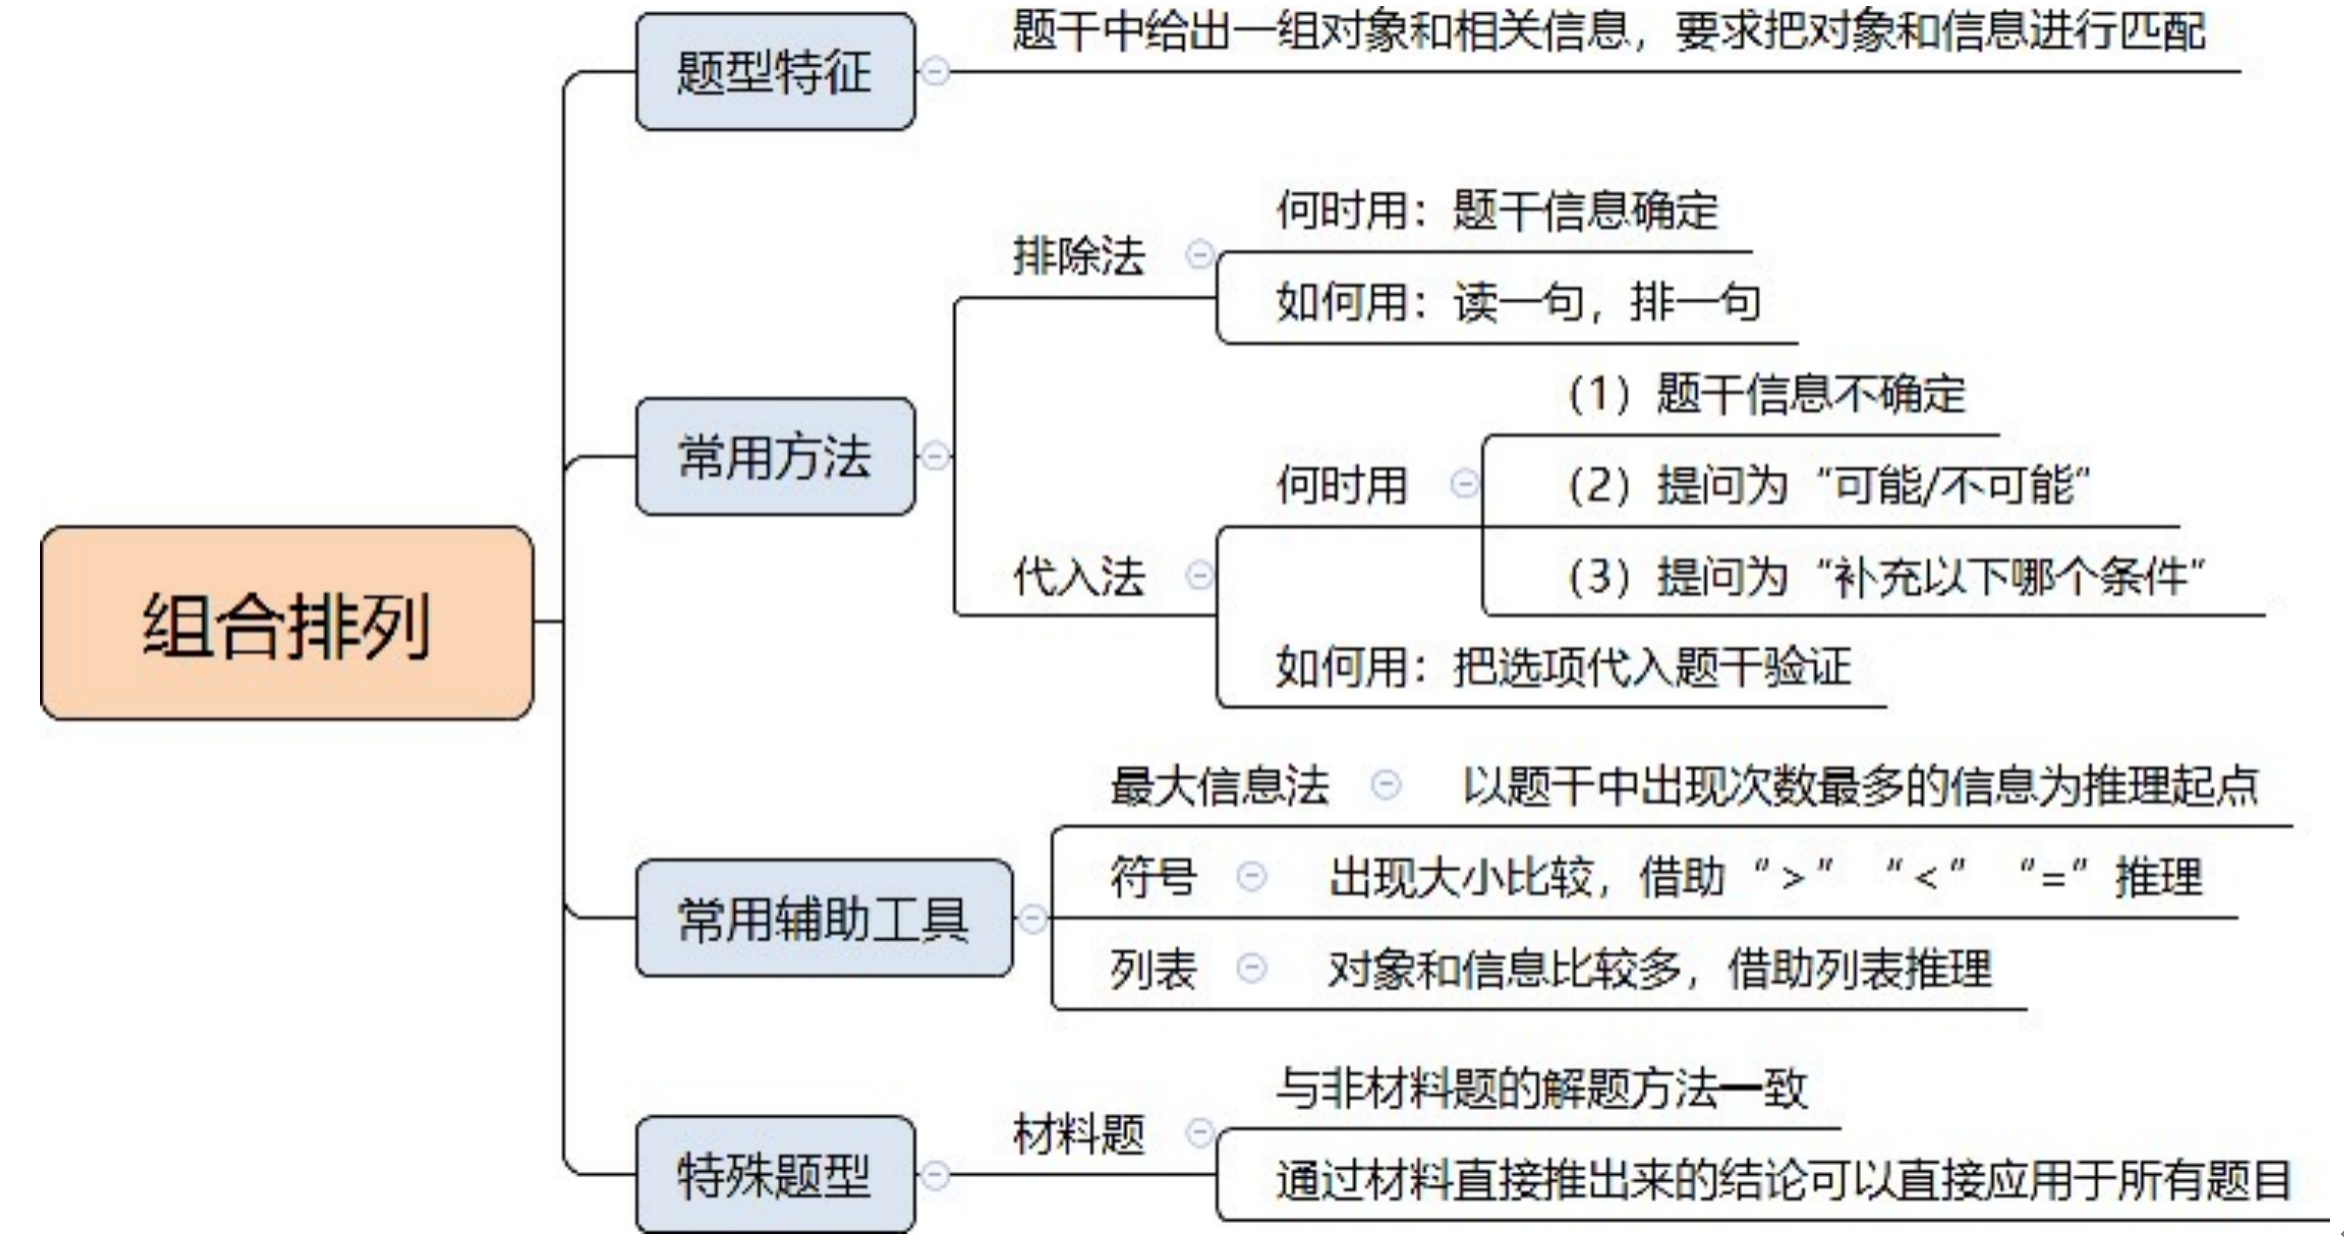 题型特征
题干中给出一组对象和相关信息，要求把对象和信息进行匹配
组合排列
常用方法
排除法
何时用：题干信息确定
如何用：读一句，排一句
代入法
何时用
（1）题干信息不确定
（2）提问为“可能/不可能”
（3）提问为“补充以下哪个条件”
如何用：把选项代入题干验证
常用辅助工具
最大信息法
以题干中出现次数最多的信息为推理起点
符号
出现大小比较，借助“>”“<”“=”推理
列表
对象和信息比较多，借助列表推理
特殊题型
材料题
与非材料题的解题方法一致
通过材料直接推出来的结论可以直接应用于所有题目